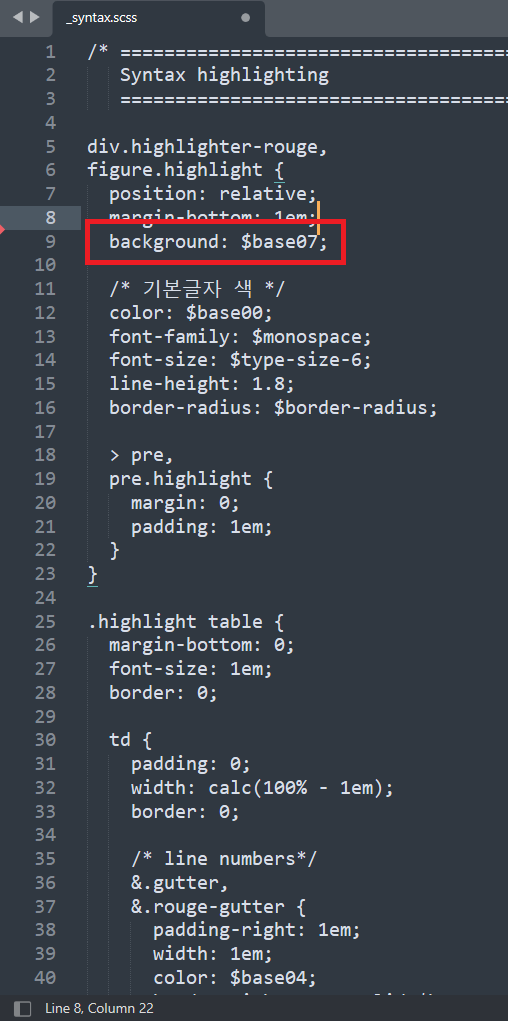 _syntax.scss
1 /* ===================================
2 Syntax highlighting
3 ===================================
4
5 div.highlighter-rouge,
6 figure.highlight {
7 position: relative;
8 margin-bottom: 1em;
9 background: $base07;
10
11 /* 기본글자 색 */
12 color: $base00;
13 font-family: $monospace;
14 font-size: $type-size-6;
15 line-height: 1.8;
16 border-radius: $border-radius;
17
18 > pre,
19 pre.highlight {
20 margin: 0;
21 padding: 1em;
22 }
23 }
24
25 .highlight table {
26 margin-bottom: 0;
27 font-size: 1em;
28 border: 0;
29
30 td {
31 padding: 0;
32 width: calc(100% - 1em);
33 border: 0;
34
35 /* line numbers*/
36 &.gutter,
37 &.rouge-gutter {
38 padding-right: 1em;
39 width: 1em;
40 color: $base04;
Line 8, Column 22